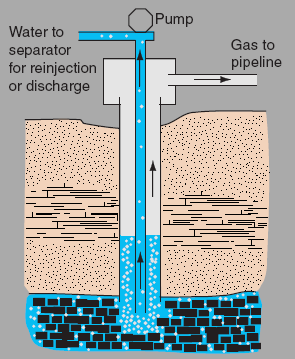 Pump
Water to
separator
for reinjection
or discharge
Gas to
pipeline